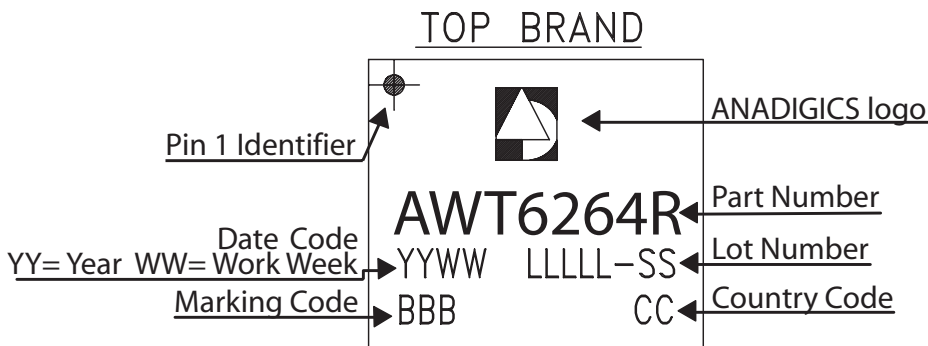 TOP BRAND
ANADIGICS logo
Pin 1 Identifier
AWT6264R
Part Number
Date Code
YY= Year WW= Work Week
YYWW LLLLL-SS
Lot Number
Marking Code
BBB CC
Country Code